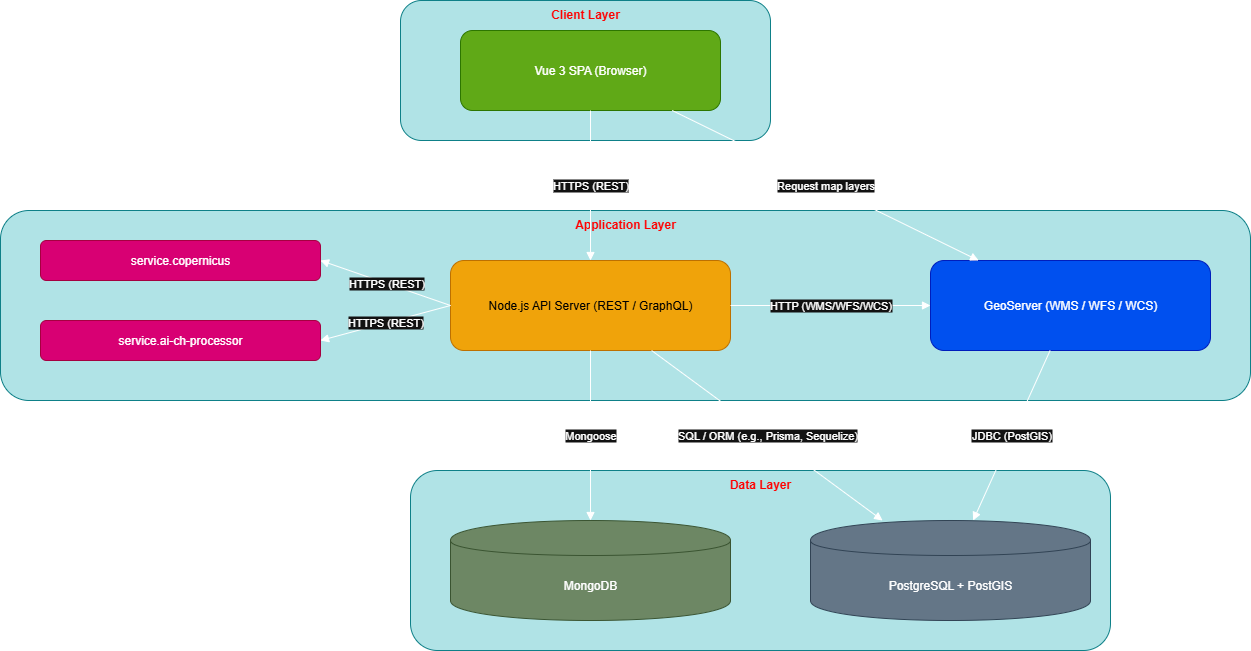 Client Layer
Vue 3 SPA (Browser)
HTTPS (REST)
Request map layers
Application Layer
service.copernicus
HTTPS (REST)
Node.js API Server (REST / GraphQL)
HTTP (WMS/WFS/WCS)
GeoServer (WMS / WFS / WCS)
HTTPS (REST)
service.ai-ch-processor
Mongoose
SQL / ORM (e.g., Prisma, Sequelize)
JDBC (PostGIS)
Data Layer
MongoDB
PostgreSQL + PostGIS